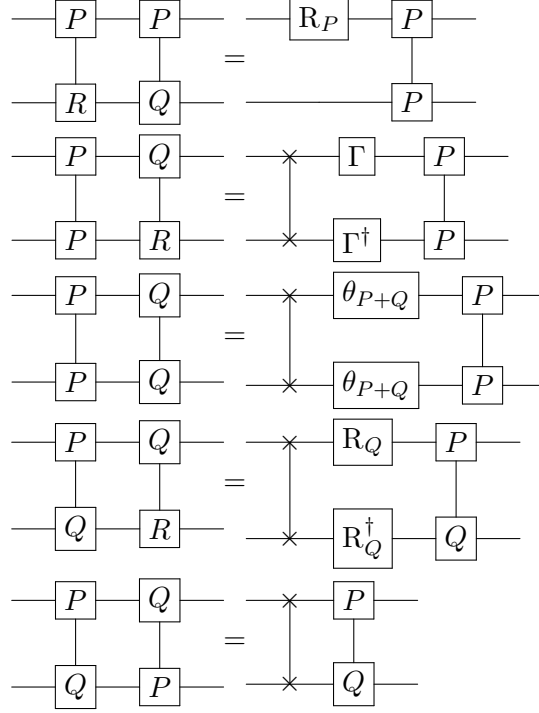 P P R_P P
=
R Q P
P Q Γ P
=
P R Γ† P
P Q θ_{P+Q} P
=
P Q θ_{P+Q} P
P Q R_Q P
=
Q R R_Q^† Q
P Q P
=
Q P Q